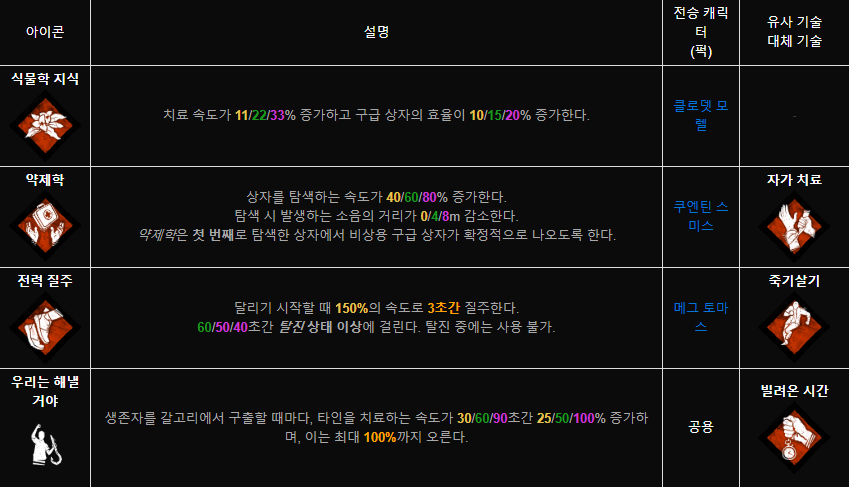 아이콘
설명
전승 캐릭
터
(퍽)
유사 기술
대체 기술
식물학 지식
치료 속도가 11/22/33% 증가하고 구급 상자의 효율이 10/15/20% 증가한다.
클로뎃 모
렐
-
약제학
상자를 탐색하는 속도가 40/60/80% 증가한다.
탐색 시 발생하는 소음의 거리가 0/4/8m 감소한다.
약제학은 첫 번째로 탐색한 상자에서 비상용 구급 상자가 확정적으로 나오도록 한다.
쿠엔틴 스
미스
자가 치료
전력 질주
달리기 시작할 때 150%의 속도로 3초간 질주한다.
60/50/40초간 탈진 상태 이상에 걸린다. 탈진 중에는 사용 불가.
메그 토마
스
죽기살기
우리는 해낼
거야
생존자를 갈고리에서 구출할 때마다, 타인을 치료하는 속도가 30/60/90초간 25/50/100% 증가하
며, 이는 최대 100%까지 오른다.
공용
빌려온 시간